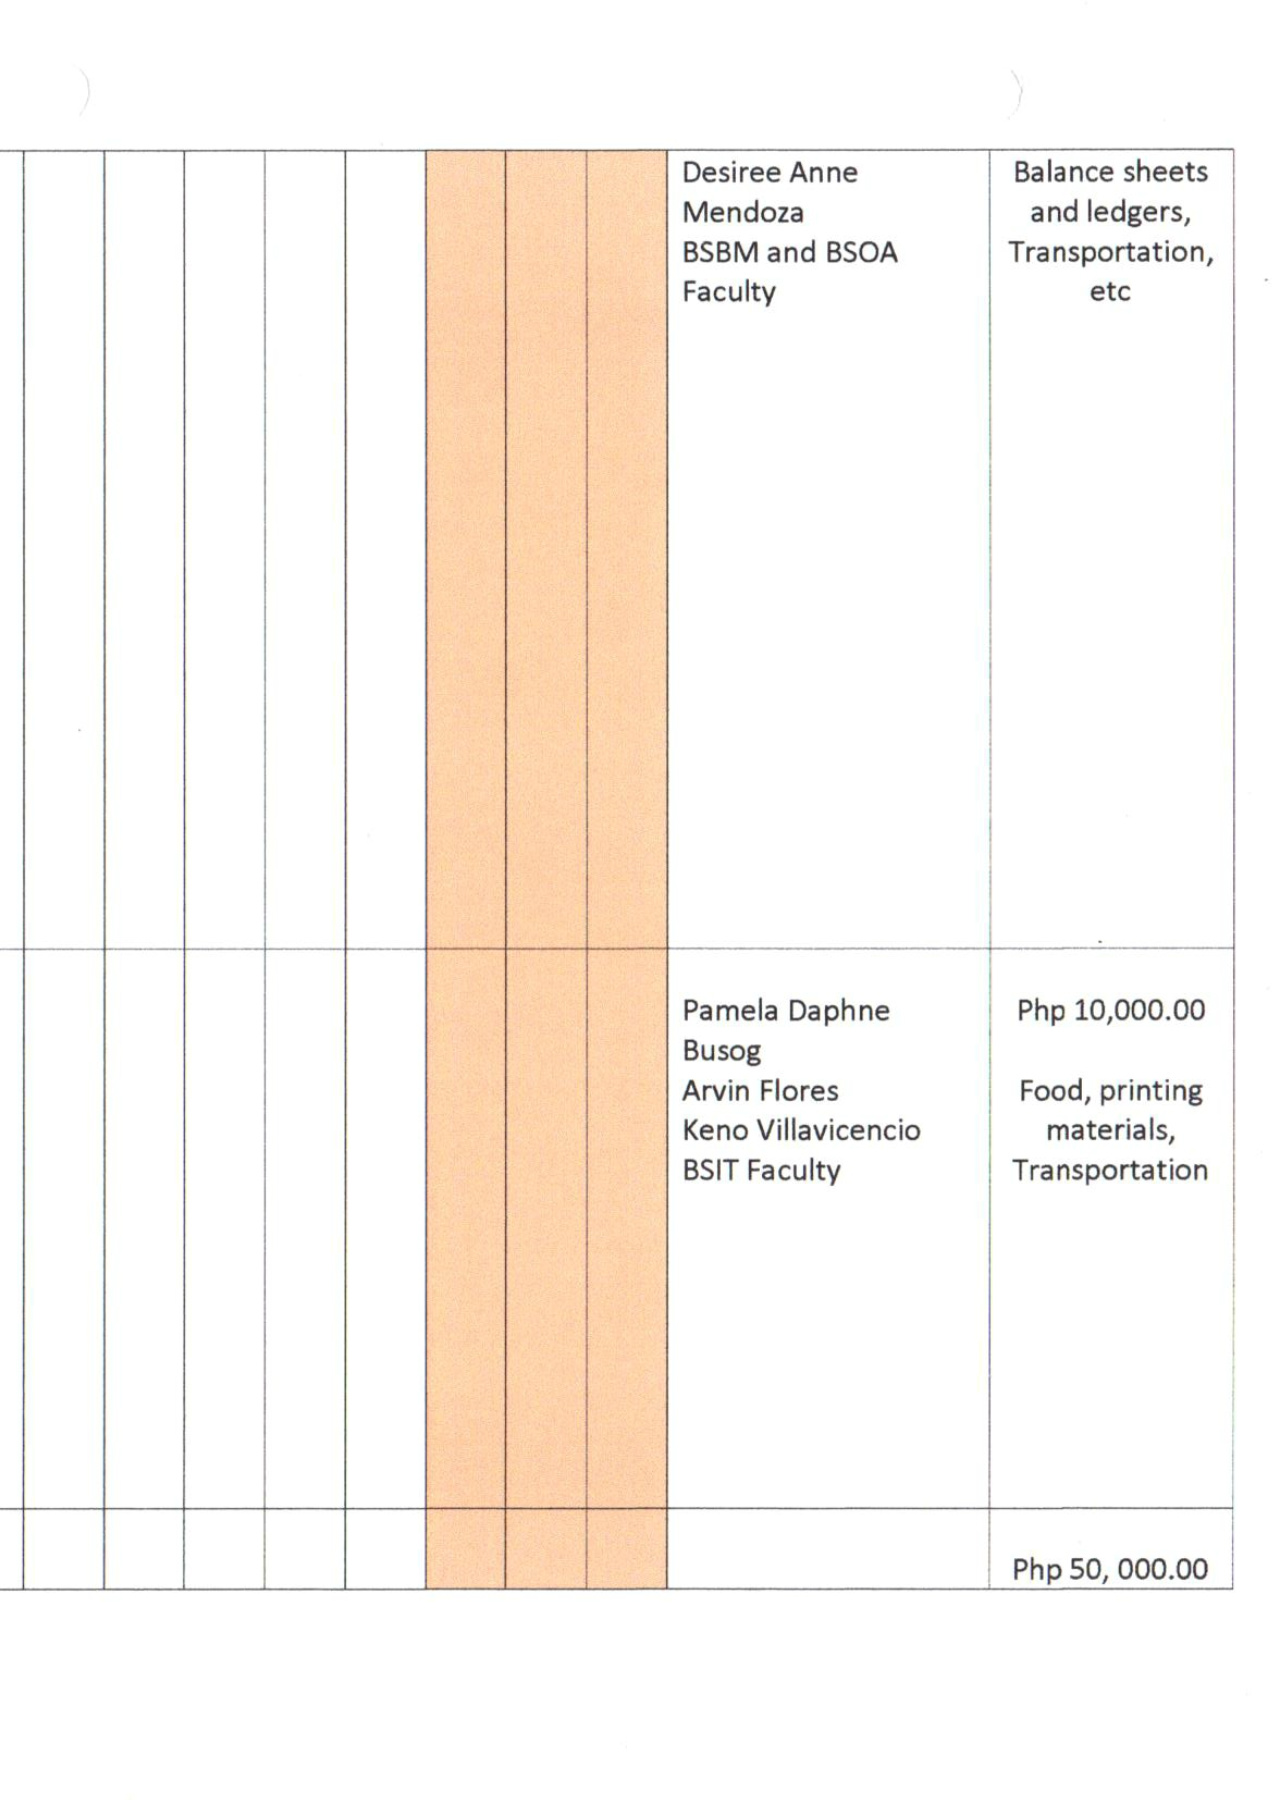 Desiree Anne
Mendoza
BSBM and BSOA
Faculty
Balance sheets
and ledgers,
Transportation,
etc
Pamela Daphne
Busog
Arvin Flores
Keno Villavicencio
BSIT Faculty
Php 10,000.00
Food, printing
materials,
Transportation
Php 50, 000.00